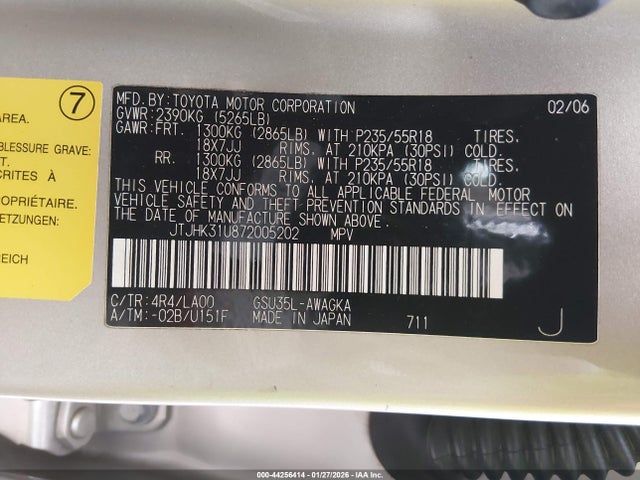 7
AREA.
BLESSURE GRAVE:
T.
CRITES À
PROPRIÉTAIRE.
SETZUNGEN
REICH
MFD.BY:TOYOTA MOTOR CORPORATION 02/06
GVWR:2390KG (5265LB)
GAWR:FRT. 1300KG (2865LB) WITH P235/55R18 TIRES.
18X7JJ RIMS. AT 210KPA (30PSI) COLD.
RR. 1300KG (2865LB) WITH P235/55R18 TIRES.
18X7JJ RIMS. AT 210KPA (30PSI) COLD.
THIS VEHICLE CONFORMS TO ALL APPLICABLE FEDERAL MOTOR
VEHICLE SAFETY AND THEFT PREVENTION STANDARDS IN EFFECT ON
THE DATE OF MANUFACTURE SHOWN ABOVE.
JTJHK31U872005202 MPV
C/TR: 4R4/LA00 GSU35L-AWAGKA
A/TM: -02B/U151F MADE IN JAPAN 711 J
000-44256414 - 01/27/2026 - IAA Inc.